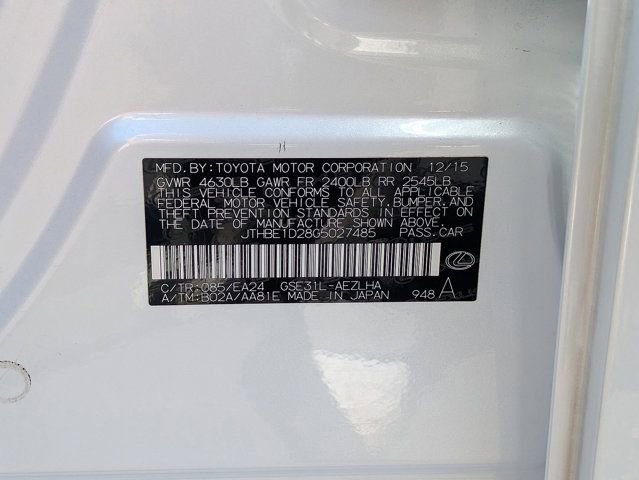 MFD.BY:TOYOTA MOTOR CORPORATION 12/15
GVWR 4630LB GAWR FR 2400LB RR 2545LB
THIS VEHICLE CONFORMS TO ALL APPLICABLE
FEDERAL MOTOR VEHICLE SAFETY,BUMPER,AND
THEFT PREVENTION STANDARDS IN EFFECT ON
THE DATE OF MANUFACTURE SHOWN ABOVE.
JTHBE1D28G5027485 PASS.CAR
C/TR:085/EA24 GSE31L-AEZLHA
A/TM:B02A/AA81E MADE IN JAPAN 948 A